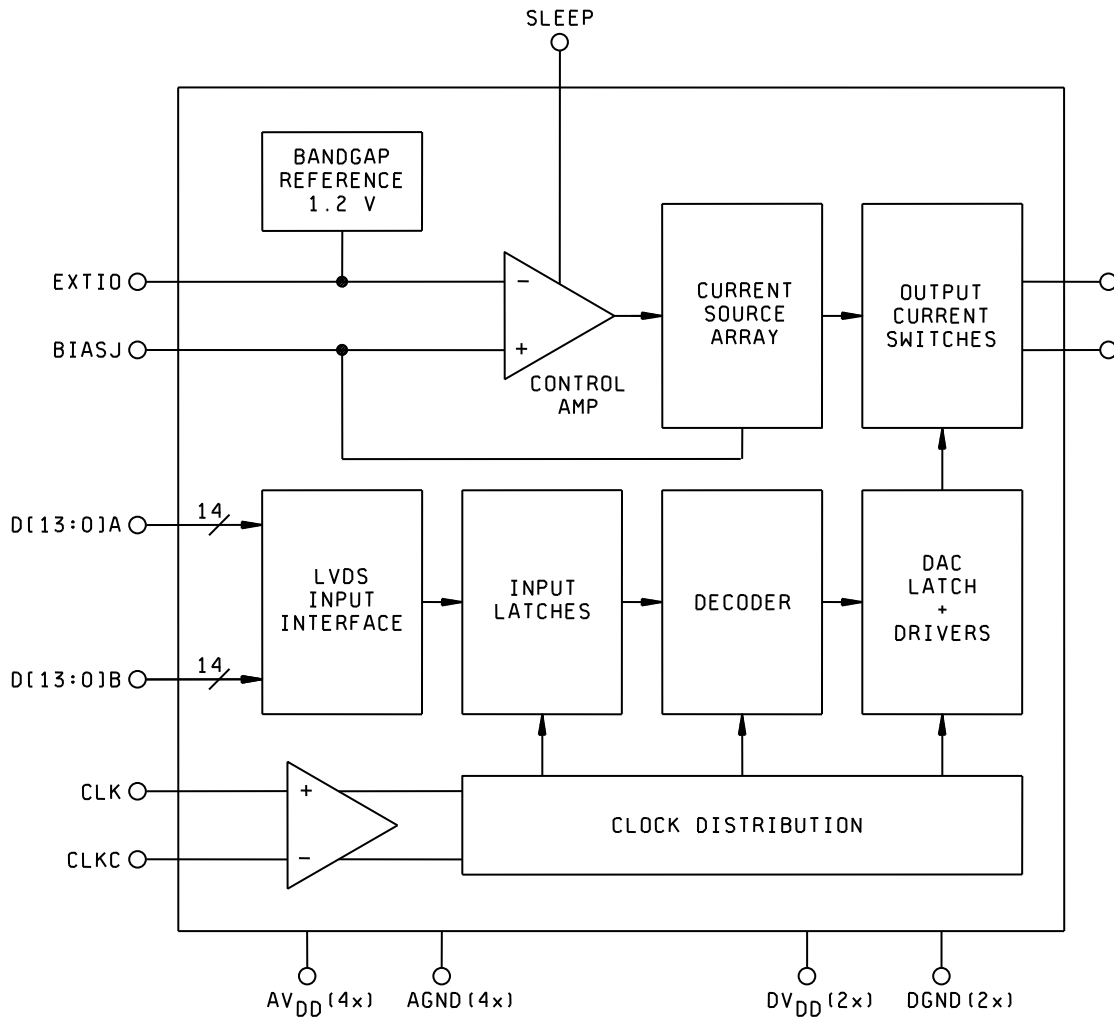 SLEEP
BANDGAP
REFERENCE
1.2 V
EXTIO
BIASJ
−
+
CONTROL
AMP
CURRENT
SOURCE
ARRAY
OUTPUT
CURRENT
SWITCHES
D[13:0]A
14
D[13:0]B
14
LVDS
INPUT
INTERFACE
INPUT
LATCHES
DECODER
DAC
LATCH
+
DRIVERS
CLK
CLKC
+
−
CLOCK DISTRIBUTION
AVDD(4x)
AGND(4x)
DVDD(2x)
DGND(2x)